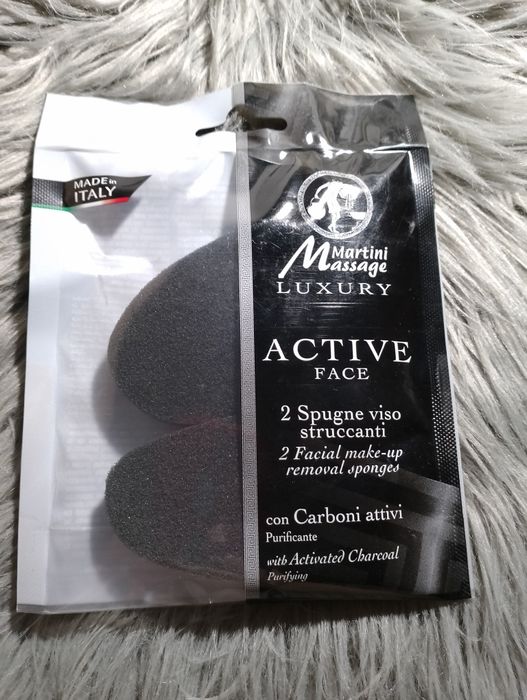 MADE in
ITALY
Martini
Massage
LUXURY
ACTIVE
FACE
2 Spugne viso
struccanti
2 Facial make-up
removal sponges
con Carboni attivi
Purificante
with Activated Charcoal
Purifying